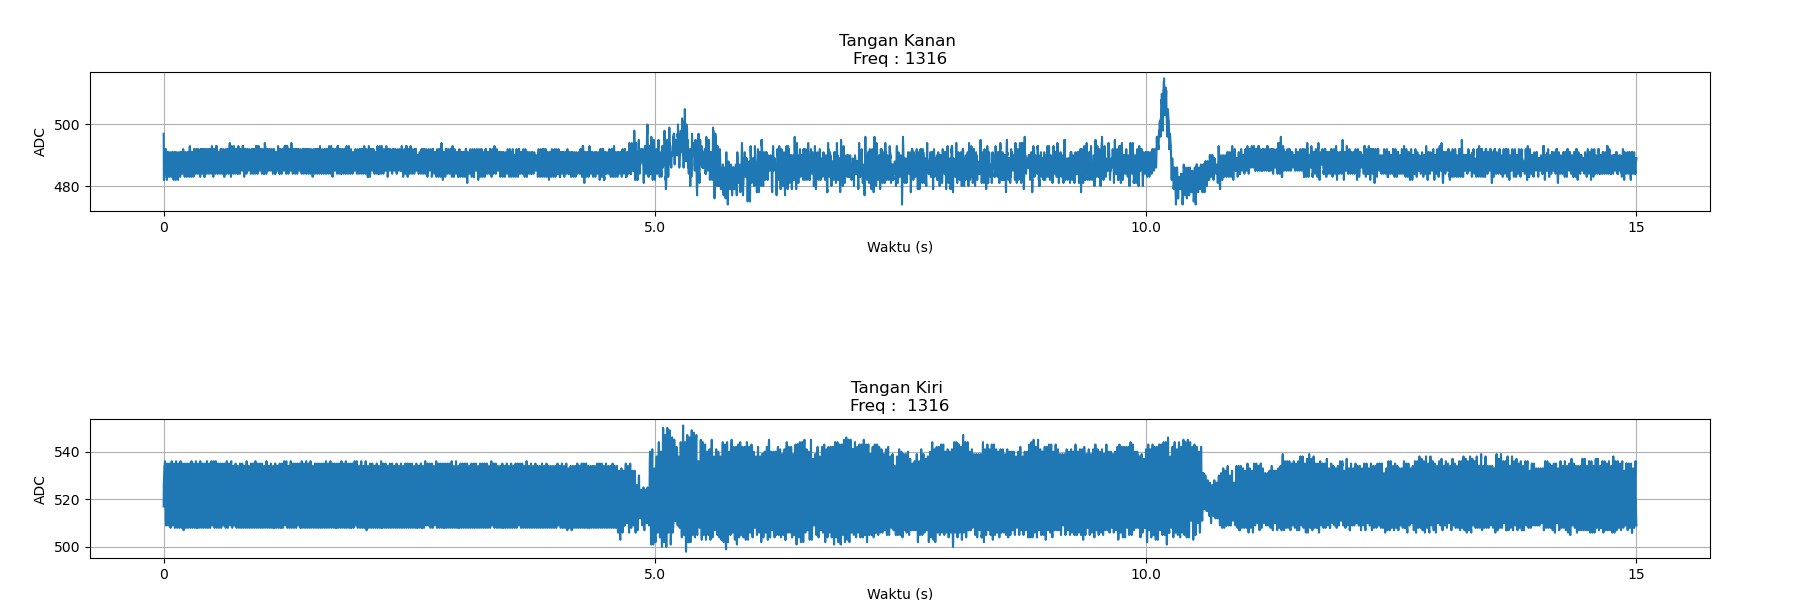 Tangan Kanan
Freq : 1316
500
480
ADC
0
5.0
10.0
15
Waktu (s)
Tangan Kiri
Freq :  1316
540
520
500
ADC
0
5.0
10.0
15
Waktu (s)